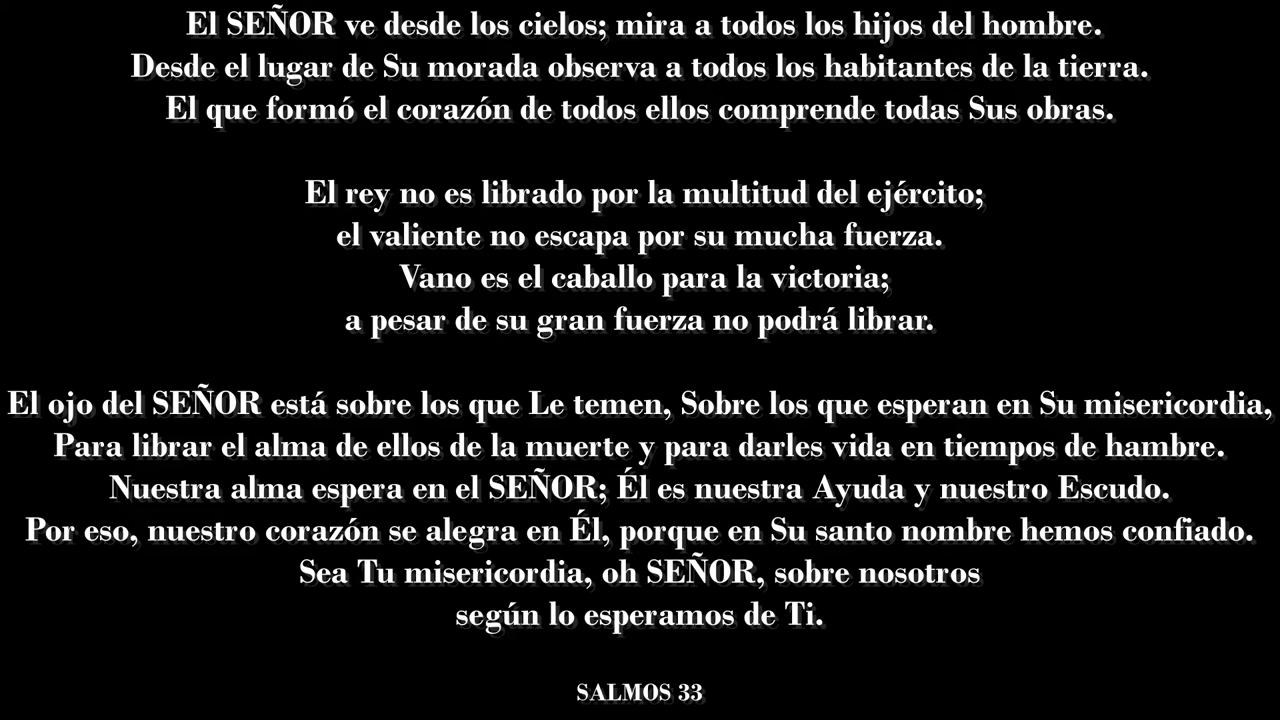 El SEÑOR ve desde los cielos; mira a todos los hijos del hombre.
Desde el lugar de Su morada observa a todos los habitantes de la tierra.
El que formó el corazón de todos ellos comprende todas Sus obras.
El rey no es librado por la multitud del ejército;
el valiente no escapa por su mucha fuerza.
Vano es el caballo para la victoria;
a pesar de su gran fuerza no podrá librar.
El ojo del SEÑOR está sobre los que Le temen, Sobre los que esperan en Su misericordia,
Para librar el alma de ellos de la muerte y para darles vida en tiempos de hambre.
Nuestra alma espera en el SEÑOR; Él es nuestra Ayuda y nuestro Escudo.
Por eso, nuestro corazón se alegra en Él, porque en Su santo nombre hemos confiado.
Sea Tu misericordia, oh SEÑOR, sobre nosotros
según lo esperamos de Ti.
SALMOS 33